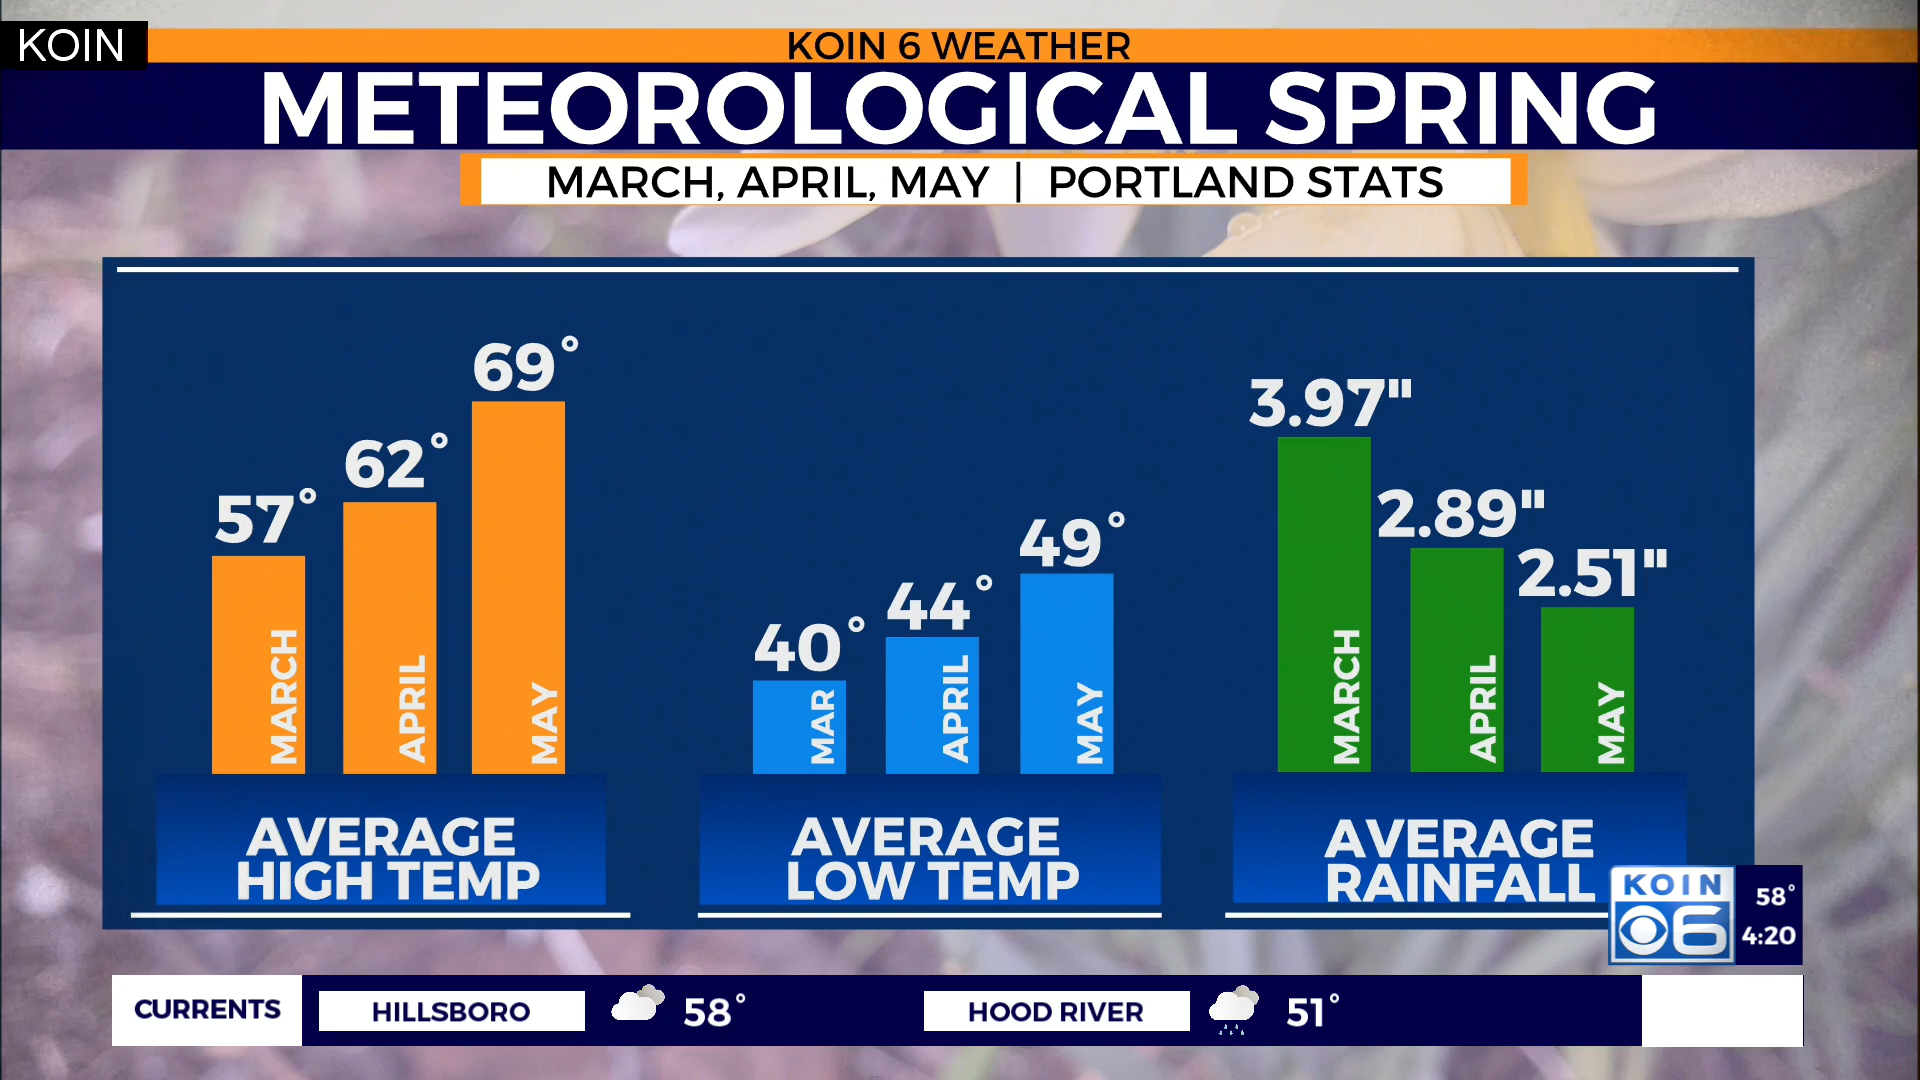 KOIN
KOIN 6 WEATHER
METEOROLOGICAL SPRING
MARCH, APRIL, MAY | PORTLAND STATS
57°
62°
69°
MARCH
APRIL
MAY
AVERAGE
HIGH TEMP
40°
44°
49°
MAR
APRIL
MAY
AVERAGE
LOW TEMP
3.97"
2.89"
2.51"
MARCH
APRIL
MAY
AVERAGE
RAINFALL
KOIN
6
58°
4:20
CURRENTS
HILLSBORO
58°
HOOD RIVER
51°